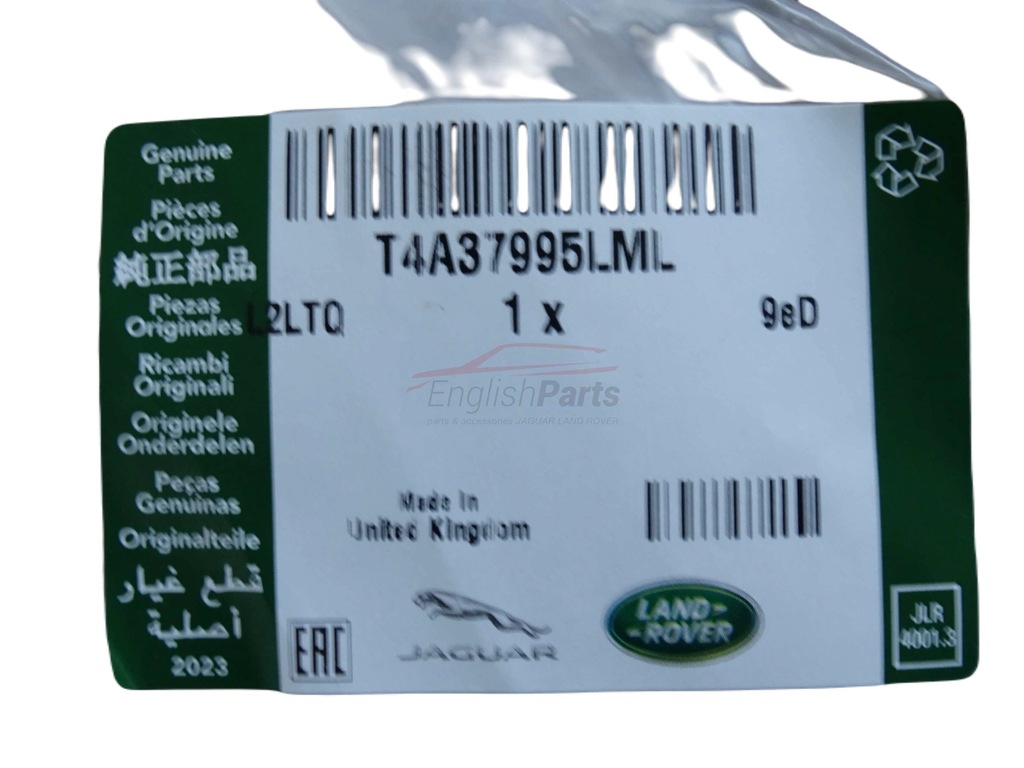 Genuine
Parts
Pièces
d'Origine
純正部品
Piezas
Originales
Ricambi
Originali
Originele
Onderdelen
Peças
Genuinas
Originalteile
قطع غيار
أصلية
2023
T4A37995LML
L2LTQ
1 x
9eD
EnglishParts
parts & accessories JAGUAR LAND ROVER
Made In
United Kingdom
EAC
JAGUAR
LAND-
-ROVER
JLR
4001.3